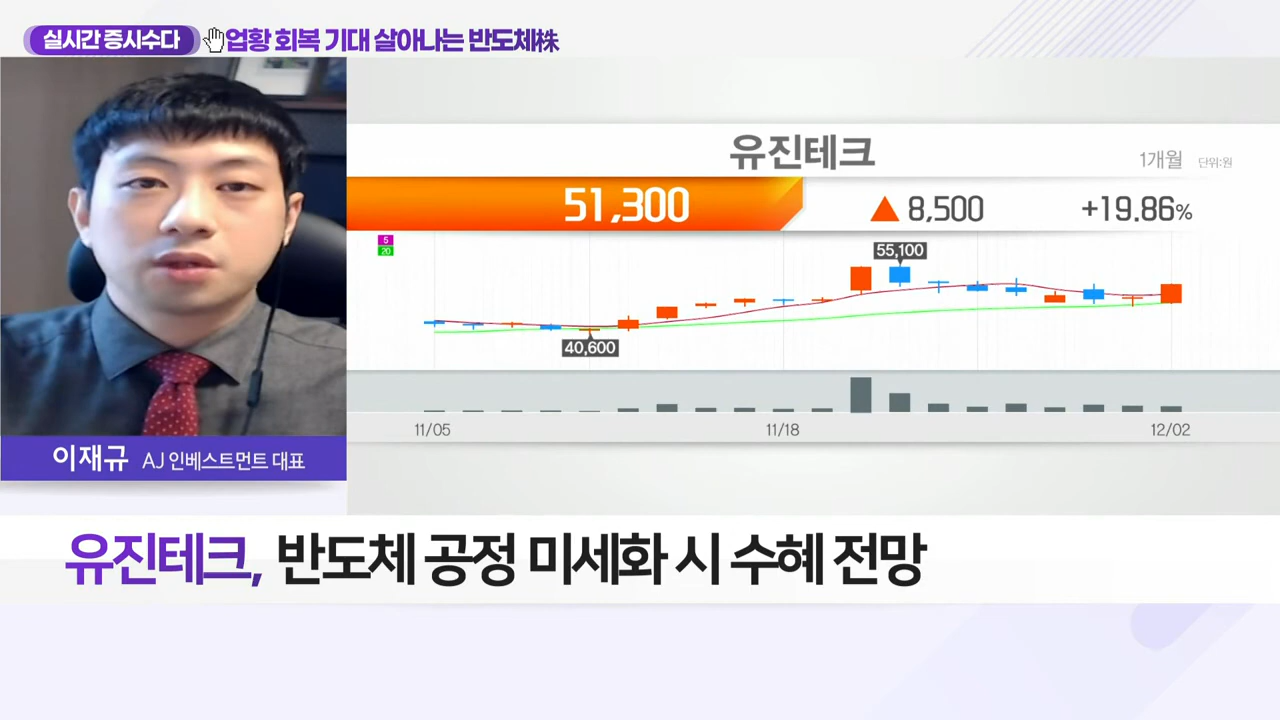 실시간 증시수다
업황 회복 기대 살아나는 반도체株
유진테크
1개월 단위:원
51,300 ▲ 8,500 +19.86%
5
20
55,100
40,600
11/05 11/18 12/02
이재규 AJ 인베스트먼트 대표
유진테크, 반도체 공정 미세화 시 수혜 전망